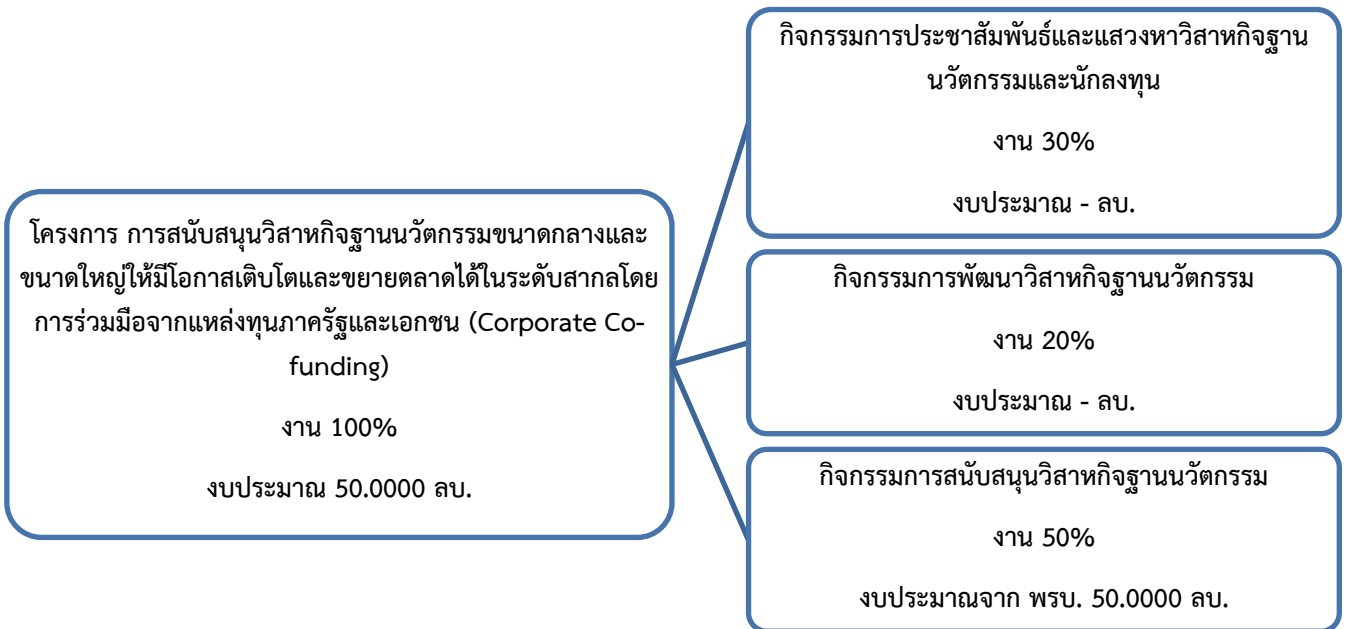 กิจกรรมการประชาสัมพันธ์และแสวงหาวิสาหกิจฐาน
นวัตกรรมและนักลงทุน
งาน 30%
งบประมาณ - ลบ.
โครงการ การสนับสนุนวิสาหกิจฐานนวัตกรรมขนาดกลางและ
ขนาดใหญ่ให้มีโอกาสเติบโตและขยายตลาดได้ในระดับสากลโดย
การร่วมมือจากแหล่งทุนภาครัฐและเอกชน (Corporate Co-
funding)
งาน 100%
งบประมาณ 50.0000 ลบ.
กิจกรรมการพัฒนาวิสาหกิจฐานนวัตกรรม
งาน 20%
งบประมาณ - ลบ.
กิจกรรมการสนับสนุนวิสาหกิจฐานนวัตกรรม
งาน 50%
งบประมาณจาก พรบ. 50.0000 ลบ.